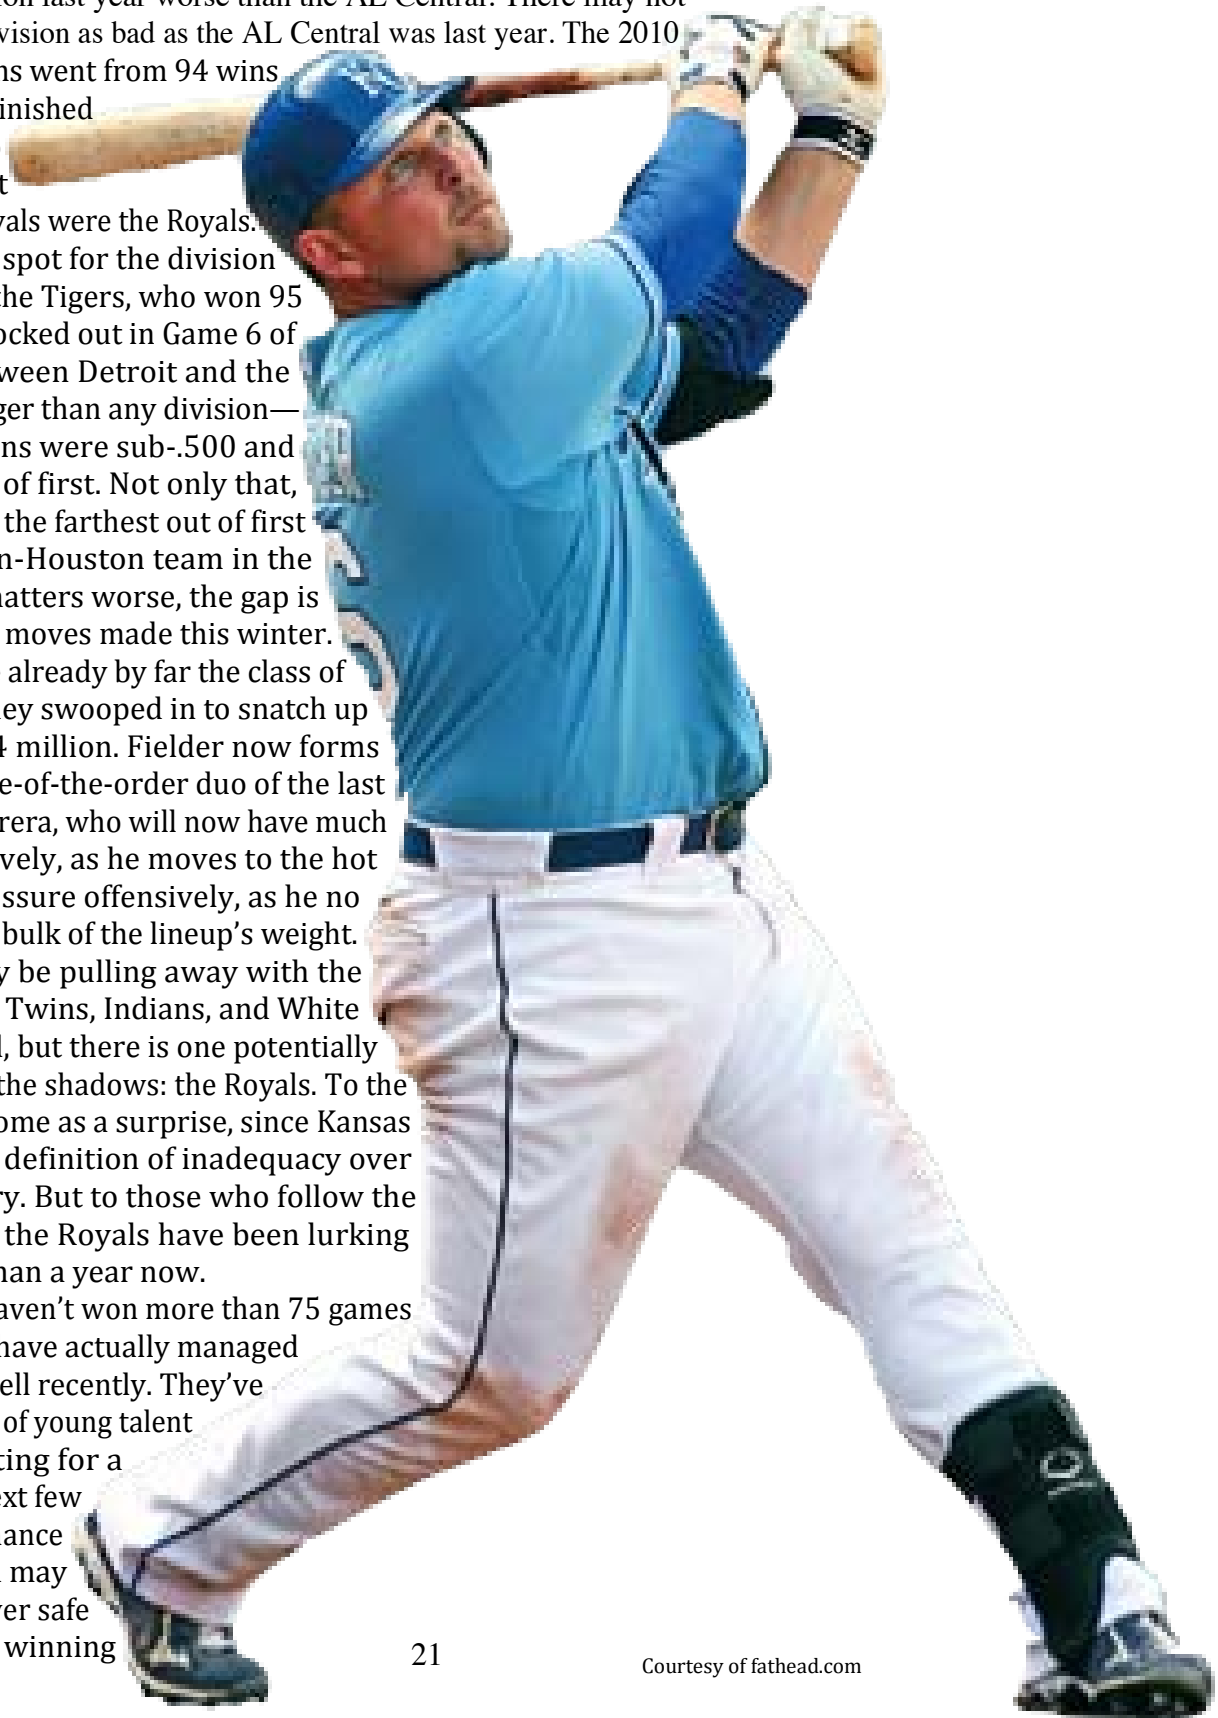 on last year worse than the AL Central. There may not
vision as bad as the AL Central was last year. The 2010
ns went from 94 wins
inished
t
yals were the Royals.
spot for the division
the Tigers, who won 95
ocked out in Game 6 of
ween Detroit and the
ger than any division—
ns were sub-.500 and
of first. Not only that,
the farthest out of first
n-Houston team in the
natters worse, the gap is
moves made this winter.
already by far the class of
ey swooped in to snatch up
4 million. Fielder now forms
e-of-the-order duo of the last
rera, who will now have much
vely, as he moves to the hot
ssure offensively, as he no
bulk of the lineup’s weight.
y be pulling away with the
Twins, Indians, and White
, but there is one potentially
the shadows: the Royals. To the
ome as a surprise, since Kansas
definition of inadequacy over
ry. But to those who follow the
the Royals have been lurking
han a year now.
aven’t won more than 75 games
have actually managed
ell recently. They’ve
of young talent
ting for a
ext few
ance
may
ver safe
winning
21
Courtesy of fathead.com